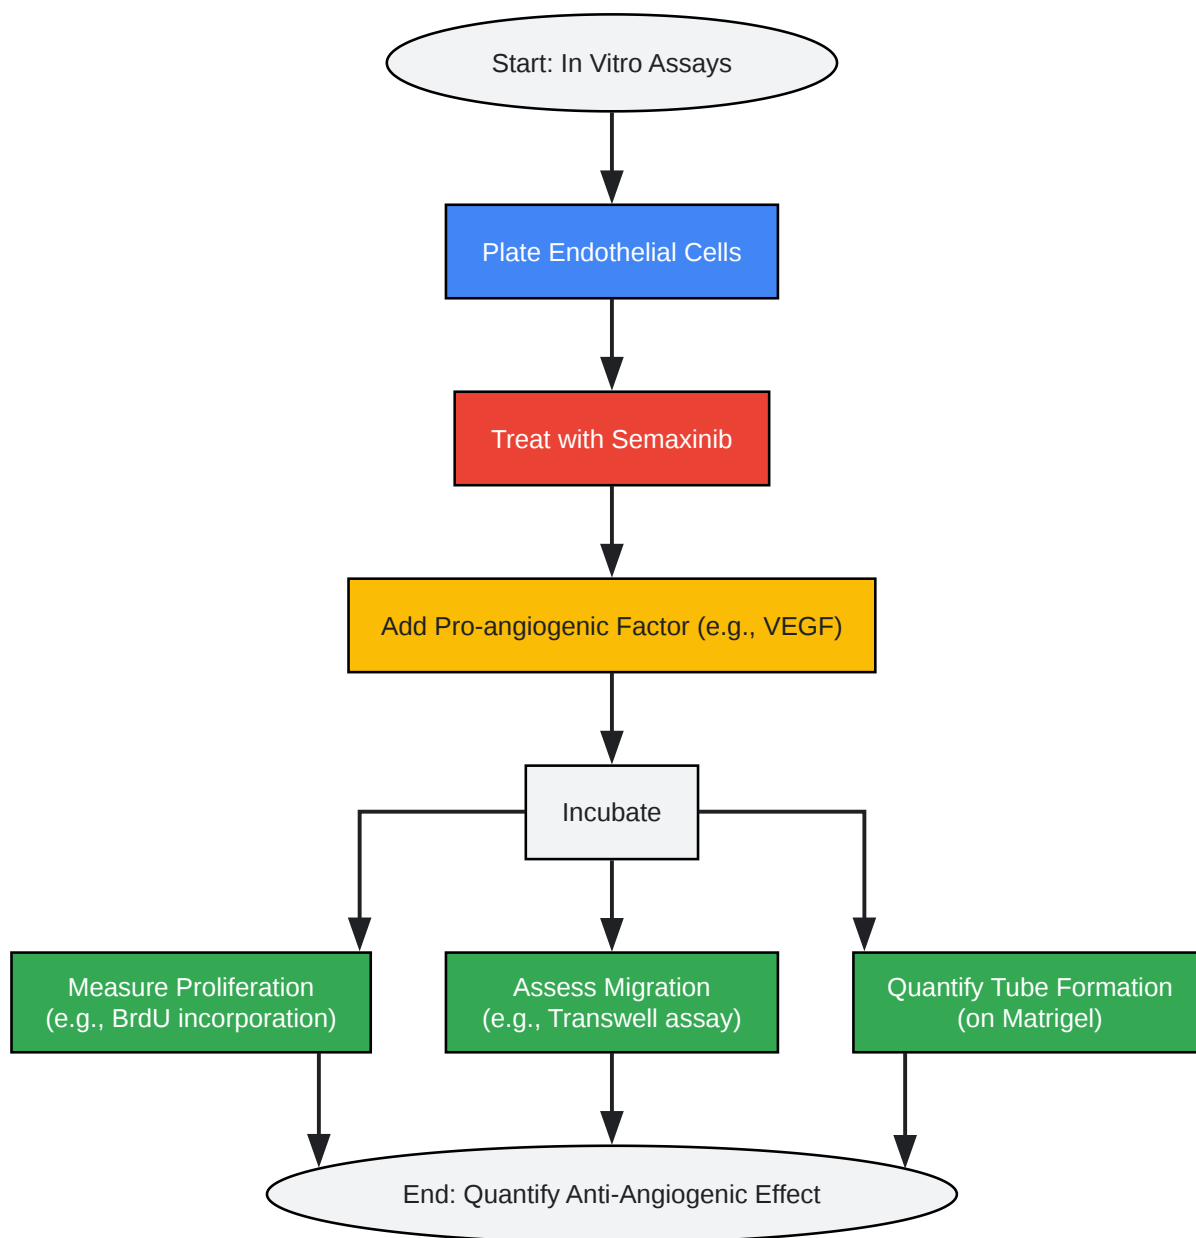 Start: In Vitro Assays
Plate Endothelial Cells
Treat with Semaxinib
Add Pro-angiogenic Factor (e.g., VEGF)
Incubate
Measure Proliferation
(e.g., BrdU incorporation)
Assess Migration
(e.g., Transwell assay)
Quantify Tube Formation
(on Matrigel)
End: Quantify Anti-Angiogenic Effect